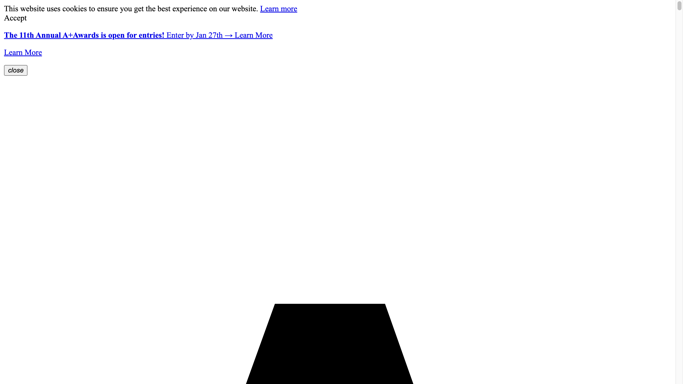 This website uses cookies to ensure you get the best experience on our website. Learn more
Accept
The 11th Annual A+Awards is open for entries! Enter by Jan 27th → Learn More
Learn More
close